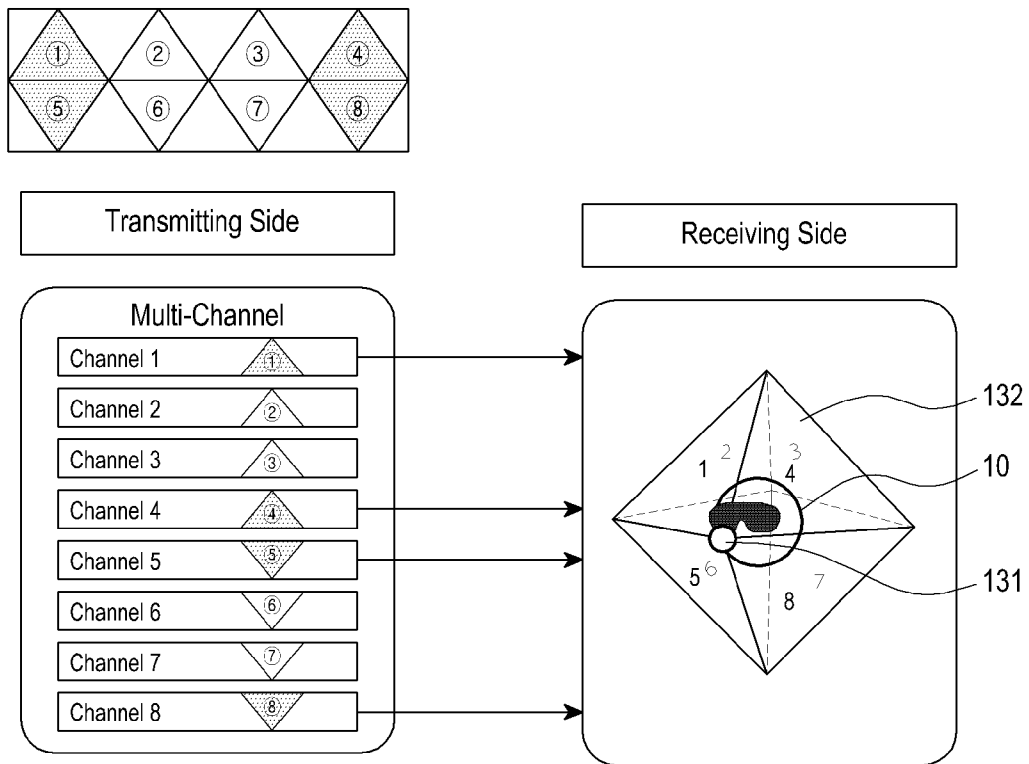 ① ② ③ ④
⑤ ⑥ ⑦ ⑧
Transmitting Side
Multi-Channel
Channel 1 ①
Channel 2 ②
Channel 3 ③
Channel 4 ④
Channel 5 ⑤
Channel 6 ⑥
Channel 7 ⑦
Channel 8 ⑧
Receiving Side
132
2 3
1 4
10
5 6 7
8
131